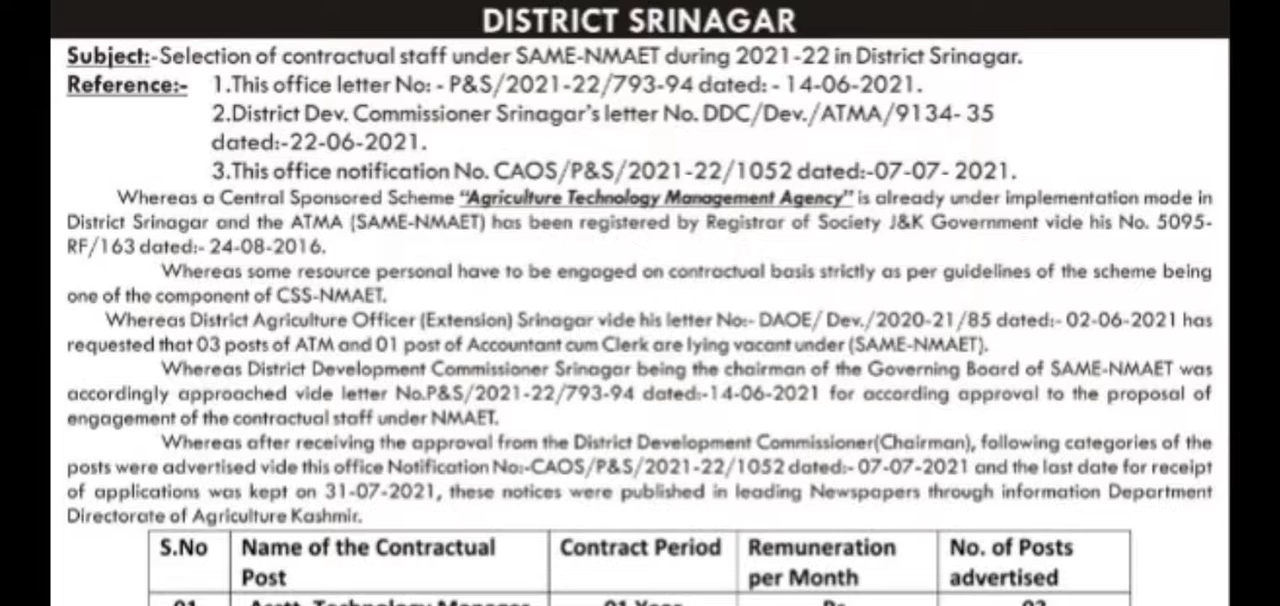 DISTRICT SRINAGAR
Subject:-Selection of contractual staff under SAME-NMAET during 2021-22 in District Srinagar.
Reference:- 1.This office letter No: - P&S/2021-22/793-94 dated: - 14-06-2021.
2.District Dev. Commissioner Srinagar's letter No. DDC/Dev./ATMA/9134- 35
dated:-22-06-2021.
3.This office notification No. CAOS/P&S/2021-22/1052 dated:-07-07- 2021.
Whereas a Central Sponsored Scheme "Agriculture Technology Management Agency" is already under implementation mode in
District Srinagar and the ATMA (SAME-NMAET) has been registered by Registrar of Society J&K Government vide his No. 5095-
RF/163 dated:- 24-08-2016.
Whereas some resource personal have to be engaged on contractual basis strictly as per guidelines of the scheme being
one of the component of CSS-NMAET.
Whereas District Agriculture Officer (Extension) Srinagar vide his letter No:- DAOE/ Dev./2020-21/85 dated:- 02-06-2021 has
requested that 03 posts of ATM and 01 post of Accountant cum Clerk are lying vacant under (SAME-NMAET).
Whereas District Development Commissioner Srinagar being the chairman of the Governing Board of SAME-NMAET was
accordingly approached vide letter No.P&S/2021-22/793-94 dated:-14-06-2021 for according approval to the proposal of
engagement of the contractual staff under NMAET.
Whereas after receiving the approval from the District Development Commissioner(Chairman), following categories of the
posts were advertised vide this office Notification No:-CAOS/P&S/2021-22/1052 dated:- 07-07-2021 and the last date for receipt
of applications was kept on 31-07-2021, these notices were published in leading Newspapers through information Department
Directorate of Agriculture Kashmir.
S.No Name of the Contractual Post Contract Period Remuneration per Month No. of Posts advertised
01 Asstt. Technology Manager 01 Year Rs 03